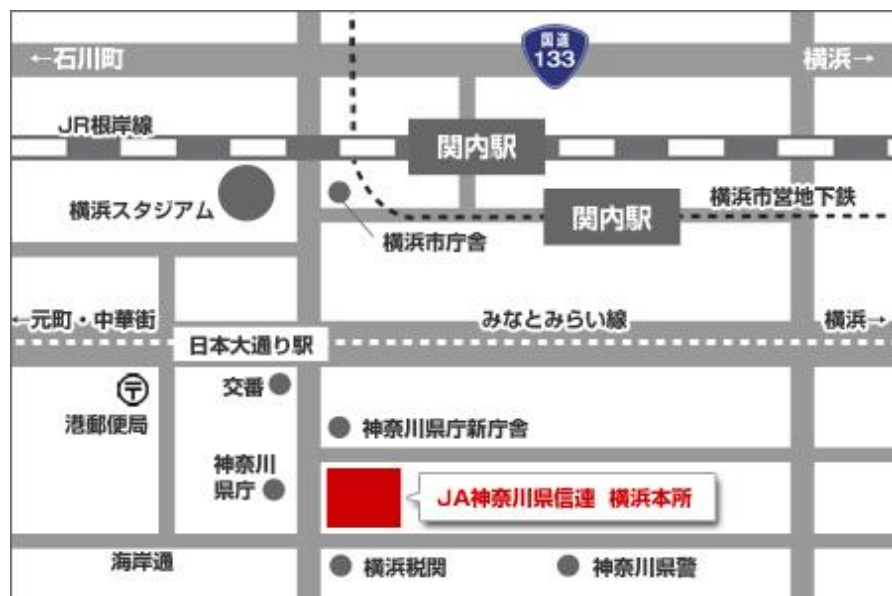 国道
133
←石川町
横浜→
JR根岸線
関内駅
横浜スタジアム
横浜市営地下鉄
関内駅
横浜市庁舎
←元町・中華街
みなとみらい線
横浜→
日本大通り駅
交番
港郵便局
神奈川県庁新庁舎
神奈川
県庁
JA神奈川県信連 横浜本所
海岸通
横浜税関
神奈川県警